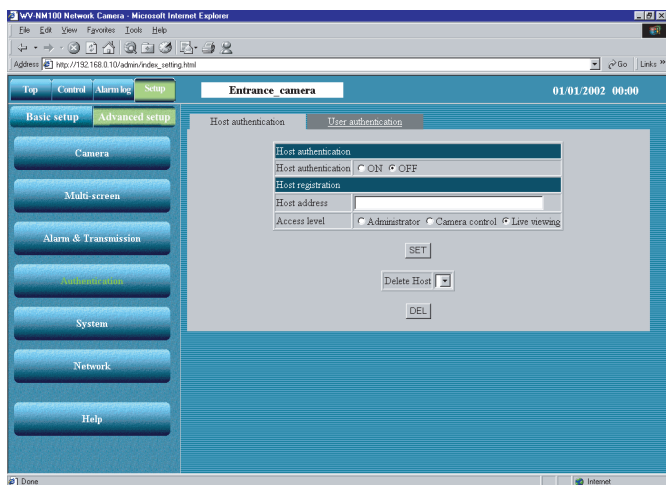 WV-NM100 Network Camera - Microsoft Internet Explorer
File Edit View Favorites Tools Help
Address http://192.168.0.10/admin/index_setting.html Go Links »
Top Control Alarm log Setup Entrance_camera 01/01/2002 00:00
Basic setup Advanced setup
Host authentication User authentication
Camera
Multi-screen
Alarm & Transmission
Authentication
System
Network
Help
Host authentication
Host authentication ON OFF
Host registration
Host address
Access level Administrator Camera control Live viewing
SET
Delete Host
DEL
Done Internet